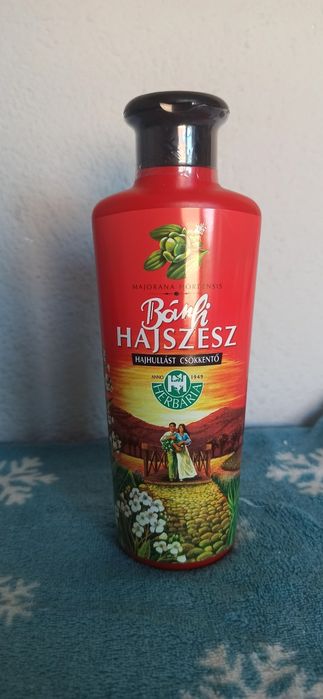 MAJORANA HORTENSIS
Bánfi
HAJSZESZ
HAJHULLÁST CSÖKKENTŐ
ANNO 1949
HERBÁRIA